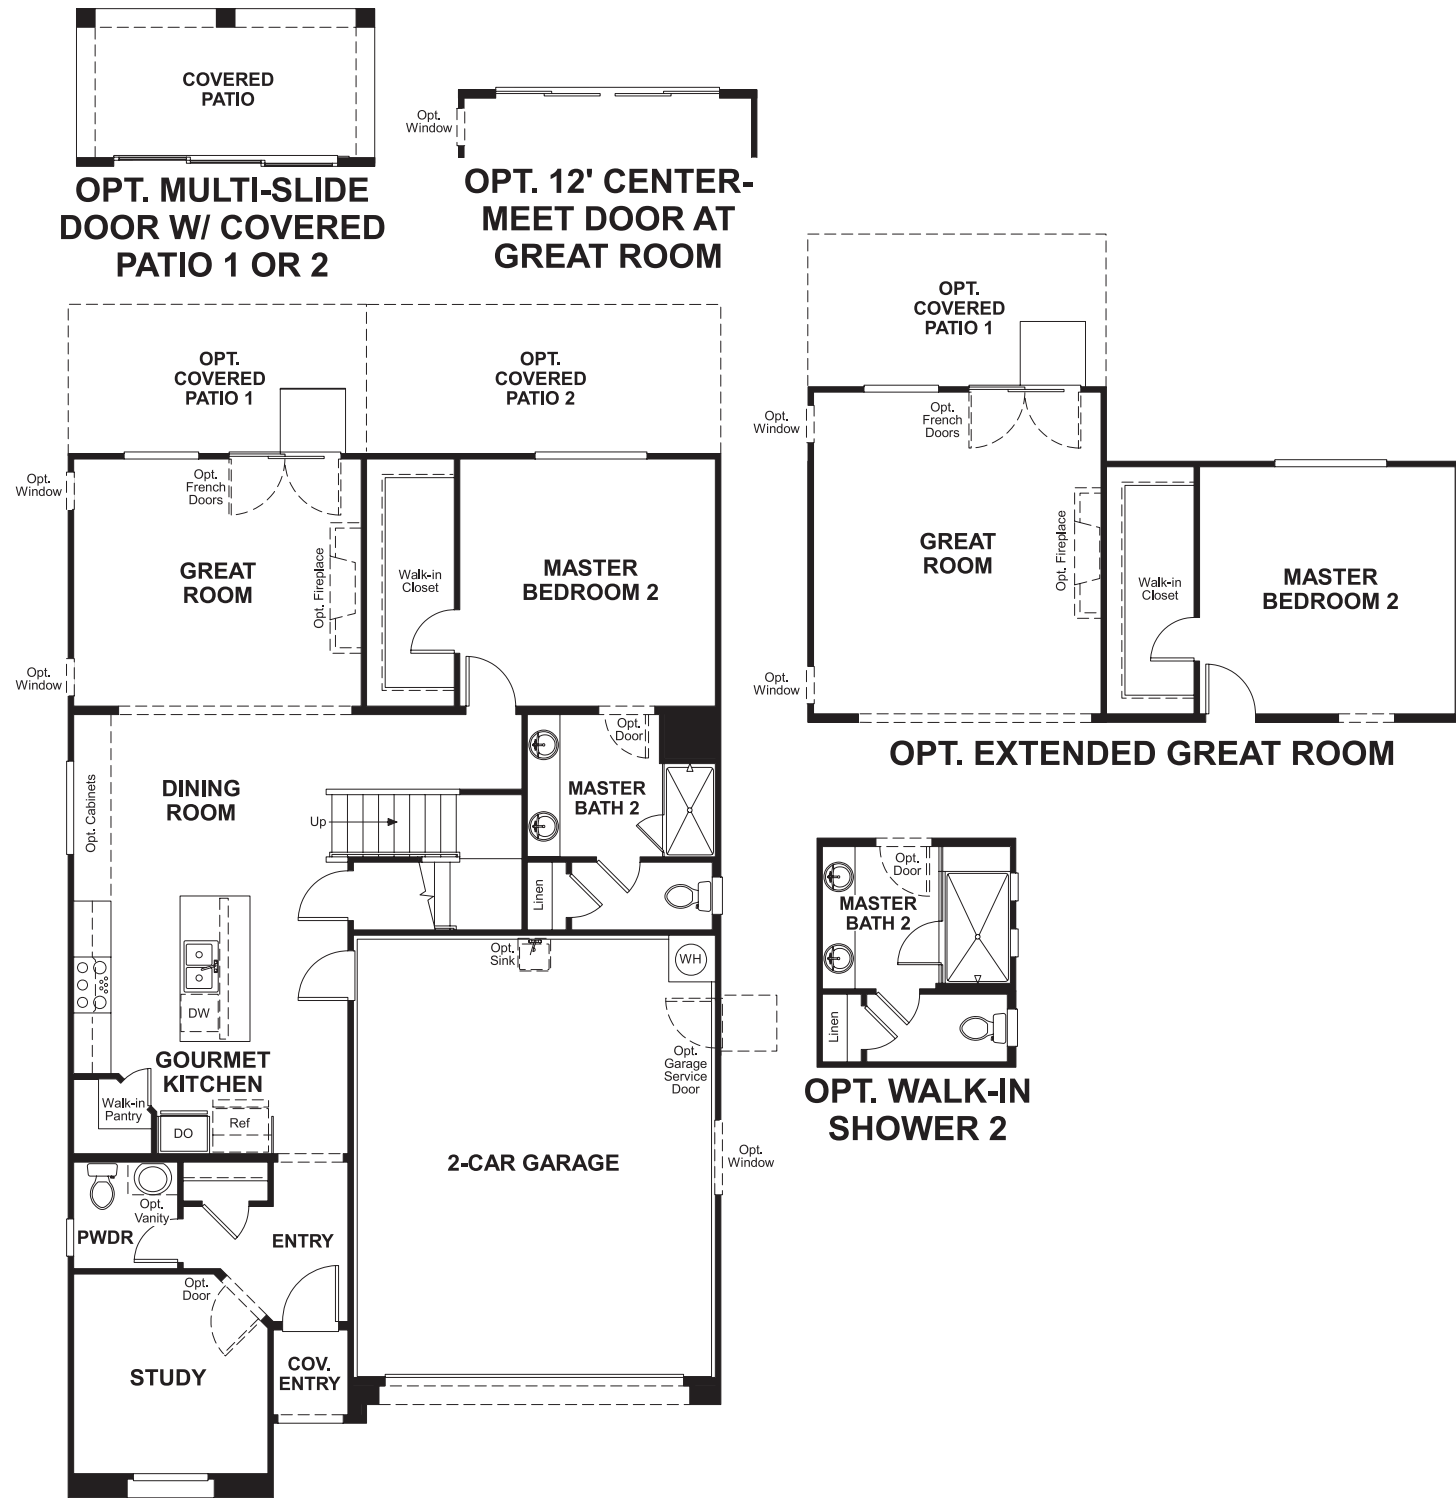 COVERED
PATIO
OPT. MULTI-SLIDE
DOOR W/ COVERED
PATIO 1 OR 2
Opt.
Window
OPT. 12' CENTER-
MEET DOOR AT
GREAT ROOM
OPT.
COVERED
PATIO 1
OPT.
COVERED
PATIO 2
Opt.
Window
Opt.
French
Doors
GREAT
ROOM
Opt. Fireplace
Walk-in
Closet
MASTER
BEDROOM 2
Opt.
Window
DINING
ROOM
Opt. Cabinets
Up
Opt.
Door
MASTER
BATH 2
Linen
DW
GOURMET
KITCHEN
Walk-in
Pantry
DO
Ref
Opt.
Sink
WH
Opt.
Garage
Service
Door
2-CAR GARAGE
Opt.
Window
Opt.
Vanity
PWDR
ENTRY
Opt.
Door
STUDY
COV.
ENTRY
OPT.
COVERED
PATIO 1
Opt.
Window
Opt.
French
Doors
GREAT
ROOM
Opt. Fireplace
Walk-in
Closet
MASTER
BEDROOM 2
Opt.
Window
OPT. EXTENDED GREAT ROOM
Opt.
Door
MASTER
BATH 2
Linen
OPT. WALK-IN
SHOWER 2